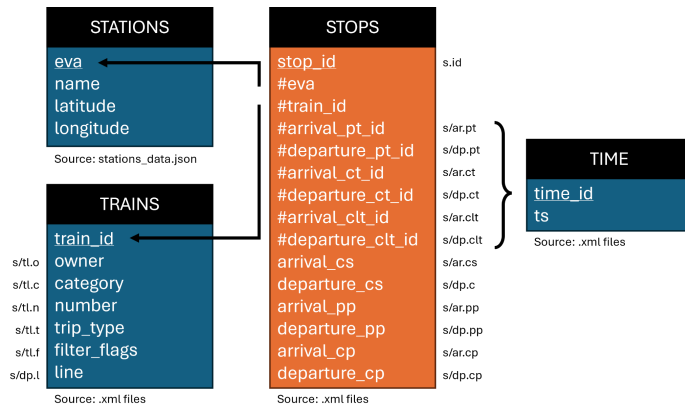 STATIONS
eva
name
latitude
longitude
Source: stations_data.json
TRAINS
train_id
s/tl.o owner
s/tl.c category
s/tl.n number
s/tl.t trip_type
s/tl.f filter_flags
s/dp.l line
Source: .xml files
STOPS
stop_id s.id
#eva
#train_id
#arrival_pt_id s/ar.pt
#departure_pt_id s/dp.pt
#arrival_ct_id s/ar.ct
#departure_ct_id s/dp.ct
#arrival_clt_id s/ar.clt
#departure_clt_id s/dp.clt
arrival_cs s/ar.cs
departure_cs s/dp.c
arrival_pp s/ar.pp
departure_pp s/dp.pp
arrival_cp s/ar.cp
departure_cp s/dp.cp
Source: .xml files
TIME
time_id
ts
Source: .xml files